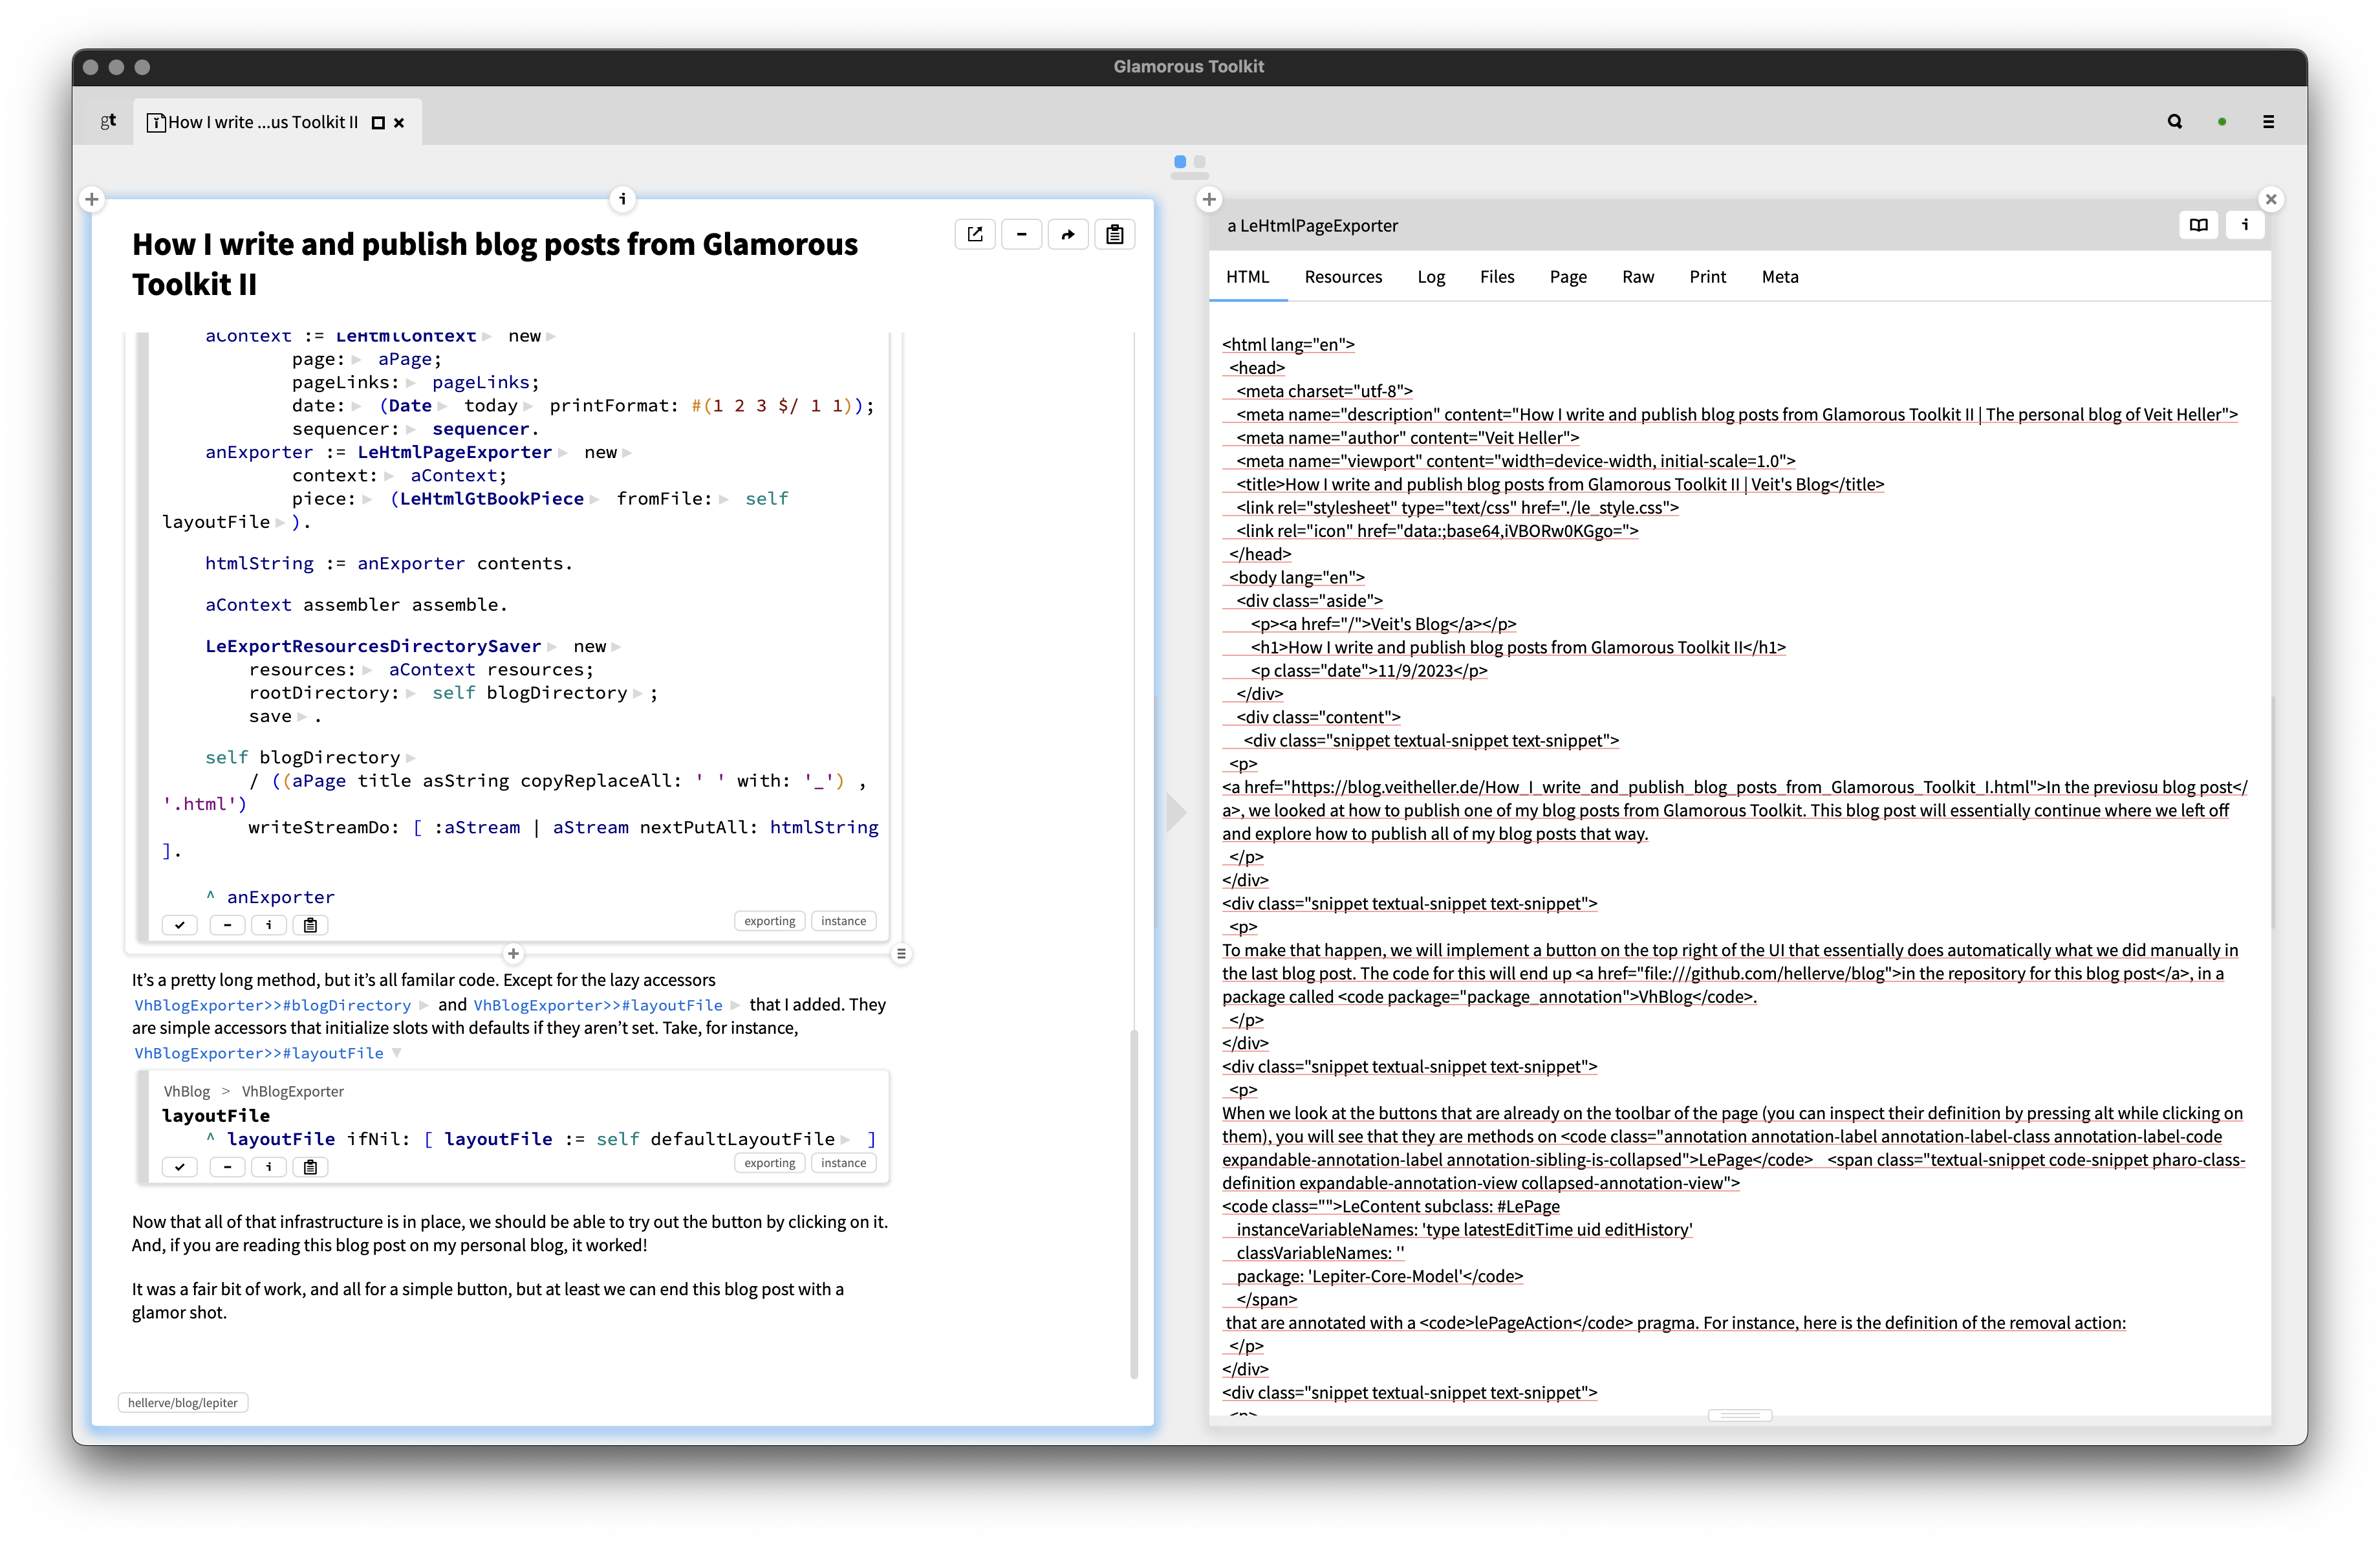 Glamorous Toolkit
gt
How I write ...us Toolkit II
How I write and publish blog posts from Glamorous
Toolkit II
aContext := LeHtmlContext new
page: aPage;
pageLinks: pageLinks;
date: (Date today printFormat: #(1 2 3 $/ 1 1));
sequencer: sequencer.
anExporter := LeHtmlPageExporter new
context: aContext;
piece: (LeHtmlGtBookPiece fromFile: self
layoutFile ).
htmlString := anExporter contents.
aContext assembler assemble.
LeExportResourcesDirectorySaver new
resources: aContext resources;
rootDirectory: self blogDirectory ;
save .
self blogDirectory
/ ((aPage title asString copyReplaceAll: ' ' with: '_') ,
'.html')
writeStreamDo: [ :aStream | aStream nextPutAll: htmlString
].
^ anExporter
exporting instance
It’s a pretty long method, but it’s all familar code. Except for the lazy accessors
VhBlogExporter>>#blogDirectory and VhBlogExporter>>#layoutFile that I added. They
are simple accessors that initialize slots with defaults if they aren’t set. Take, for instance,
VhBlogExporter>>#layoutFile
VhBlog > VhBlogExporter
layoutFile
^ layoutFile ifNil: [ layoutFile := self defaultLayoutFile ]
exporting instance
Now that all of that infrastructure is in place, we should be able to try out the button by clicking on it.
And, if you are reading this blog post on my personal blog, it worked!
It was a fair bit of work, and all for a simple button, but at least we can end this blog post with a
glamor shot.
hellerve/blog/lepiter
a LeHtmlPageExporter
HTML Resources Log Files Page Raw Print Meta
<html lang="en">
<head>
<meta charset="utf-8">
<meta name="description" content="How I write and publish blog posts from Glamorous Toolkit II | The personal blog of Veit Heller">
<meta name="author" content="Veit Heller">
<meta name="viewport" content="width=device-width, initial-scale=1.0">
<title>How I write and publish blog posts from Glamorous Toolkit II | Veit's Blog</title>
<link rel="stylesheet" type="text/css" href="./le_style.css">
<link rel="icon" href="data:;base64,iVBORw0KGgo=">
</head>
<body lang="en">
<div class="aside">
<p><a href="/">Veit's Blog</a></p>
<h1>How I write and publish blog posts from Glamorous Toolkit II</h1>
<p class="date">11/9/2023</p>
</div>
<div class="content">
<div class="snippet textual-snippet text-snippet">
<p>
<a href="https://blog.veitheller.de/How_I_write_and_publish_blog_posts_from_Glamorous_Toolkit_I.html">In the previosu blog post</
a>, we looked at how to publish one of my blog posts from Glamorous Toolkit. This blog post will essentially continue where we left off
and explore how to publish all of my blog posts that way.
</p>
</div>
<div class="snippet textual-snippet text-snippet">
<p>
To make that happen, we will implement a button on the top right of the UI that essentially does automatically what we did manually in
the last blog post. The code for this will end up <a href="file:///github.com/hellerve/blog">in the repository for this blog post</a>, in a
package called <code package="package_annotation">VhBlog</code>.
</p>
</div>
<div class="snippet textual-snippet text-snippet">
<p>
When we look at the buttons that are already on the toolbar of the page (you can inspect their definition by pressing alt while clicking on
them), you will see that they are methods on <code class="annotation annotation-label annotation-label-class annotation-label-code
expandable-annotation-label annotation-sibling-is-collapsed">LePage</code> <span class="textual-snippet code-snippet pharo-class-
definition expandable-annotation-view collapsed-annotation-view">
<code class="">LeContent subclass: #LePage
instanceVariableNames: 'type latestEditTime uid editHistory'
classVariableNames: ''
package: 'Lepiter-Core-Model'</code>
</span>
that are annotated with a <code>lePageAction</code> pragma. For instance, here is the definition of the removal action:
</p>
</div>
<div class="snippet textual-snippet text-snippet">
<p>